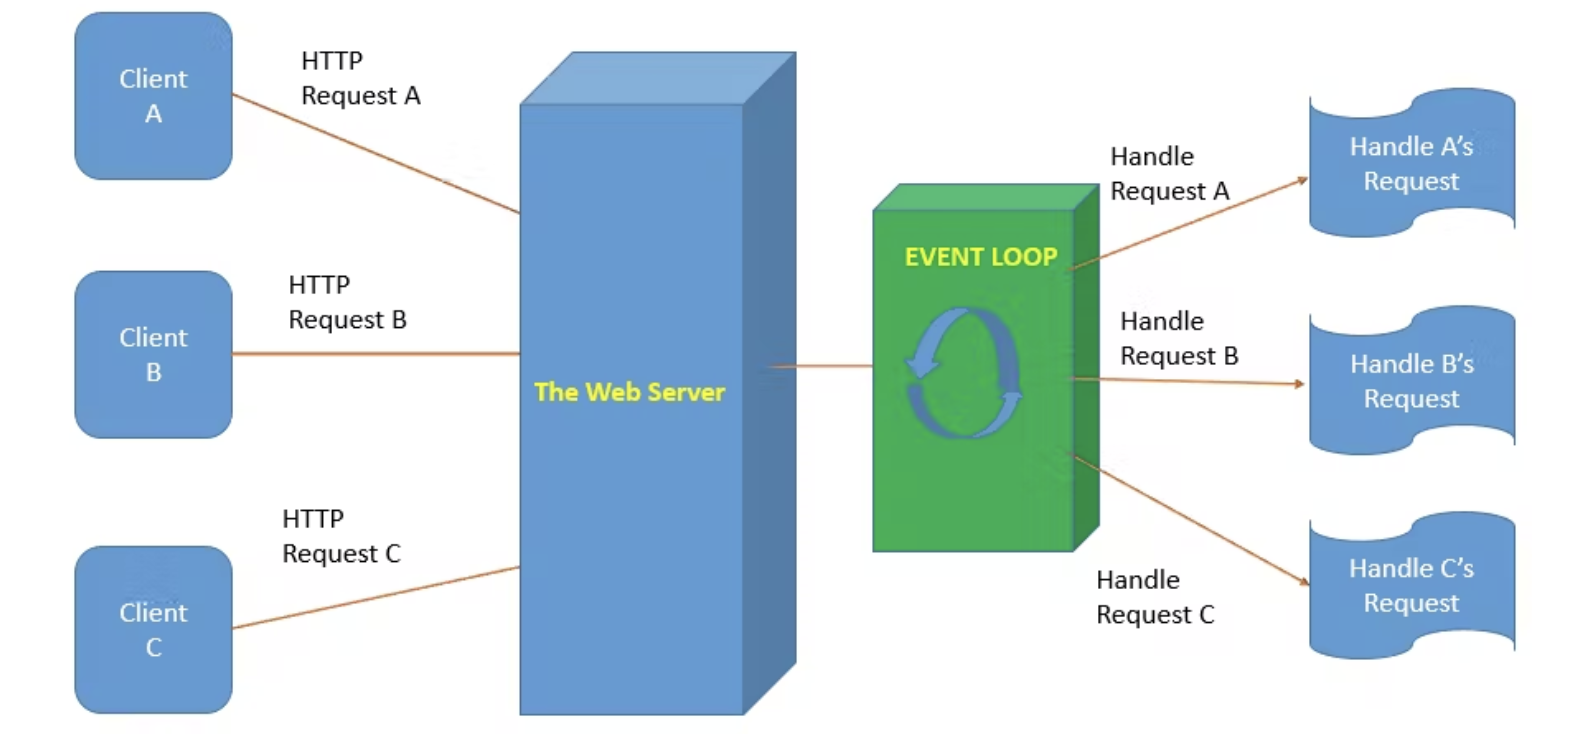 Client
A
HTTP
Request A
Client
B
HTTP
Request B
Client
C
HTTP
Request C
The Web Server
EVENT LOOP
Handle
Request A
Handle
Request B
Handle
Request C
Handle A's
Request
Handle B's
Request
Handle C's
Request